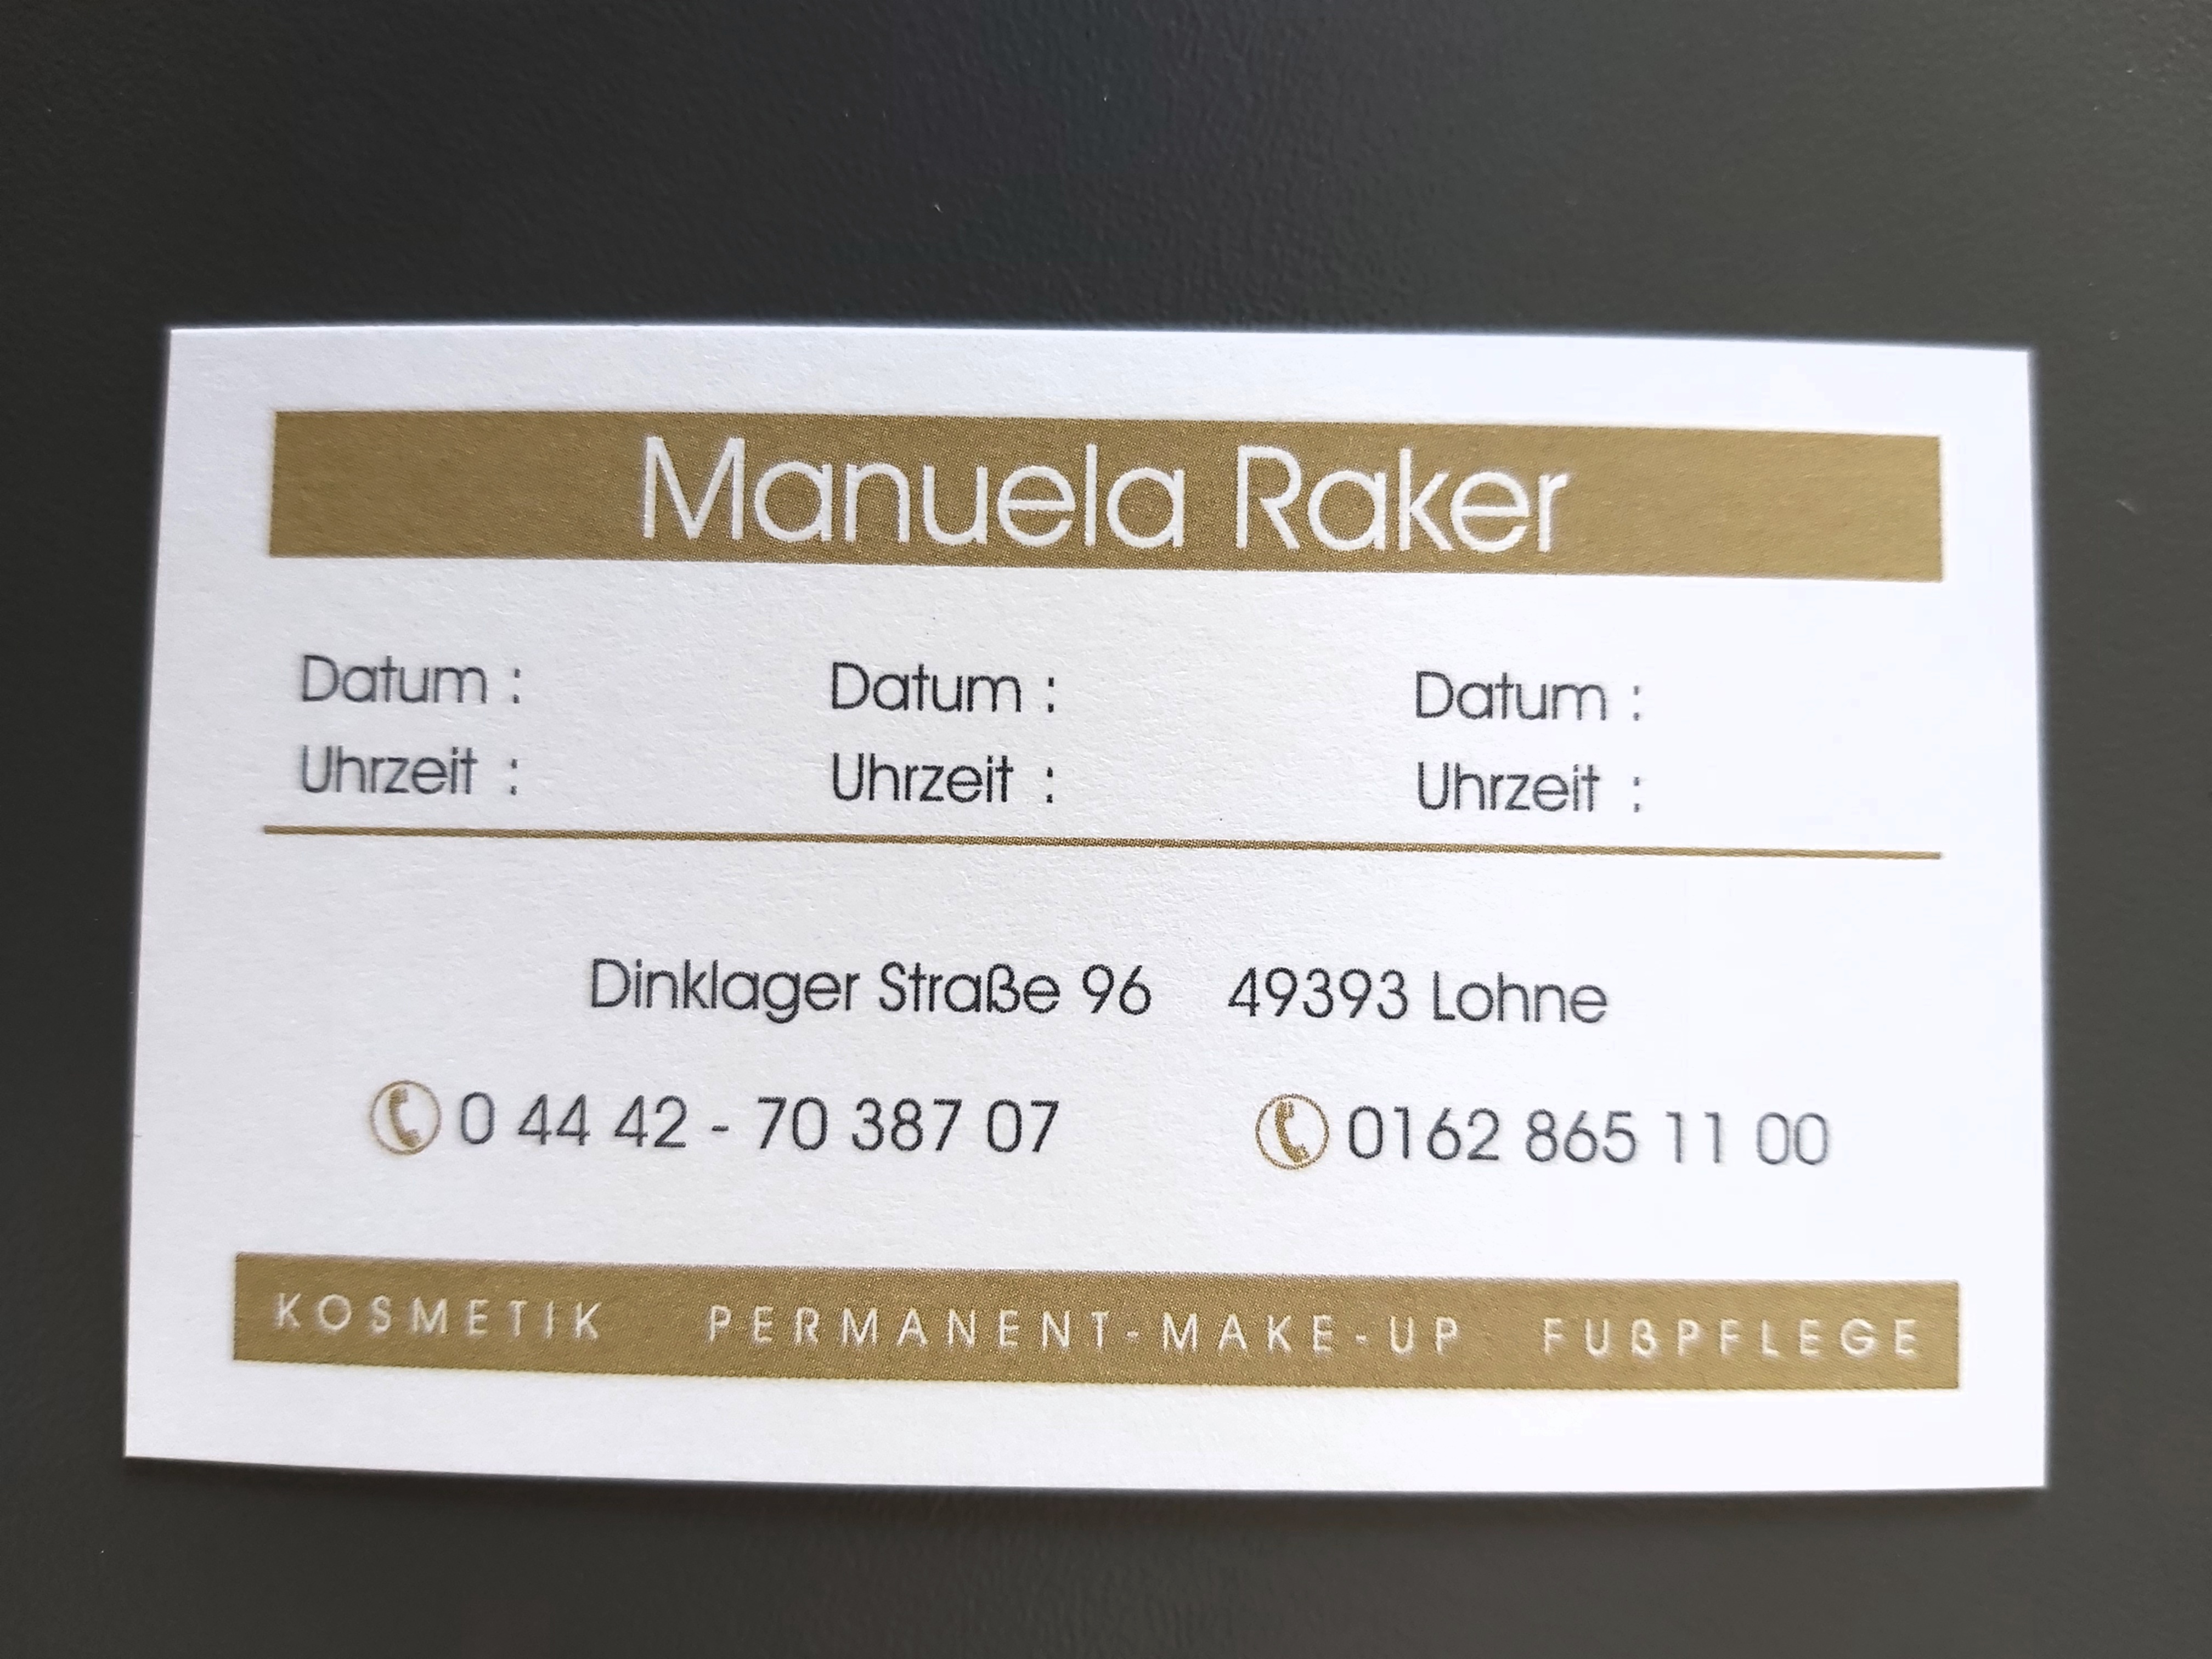 Manuela Raker
Datum : Datum : Datum :
Uhrzeit : Uhrzeit : Uhrzeit :
Dinklager Straße 96 49393 Lohne
0 44 42 - 70 387 07 0162 865 11 00
KOSMETIK PERMANENT-MAKE-UP FUßPFLEGE